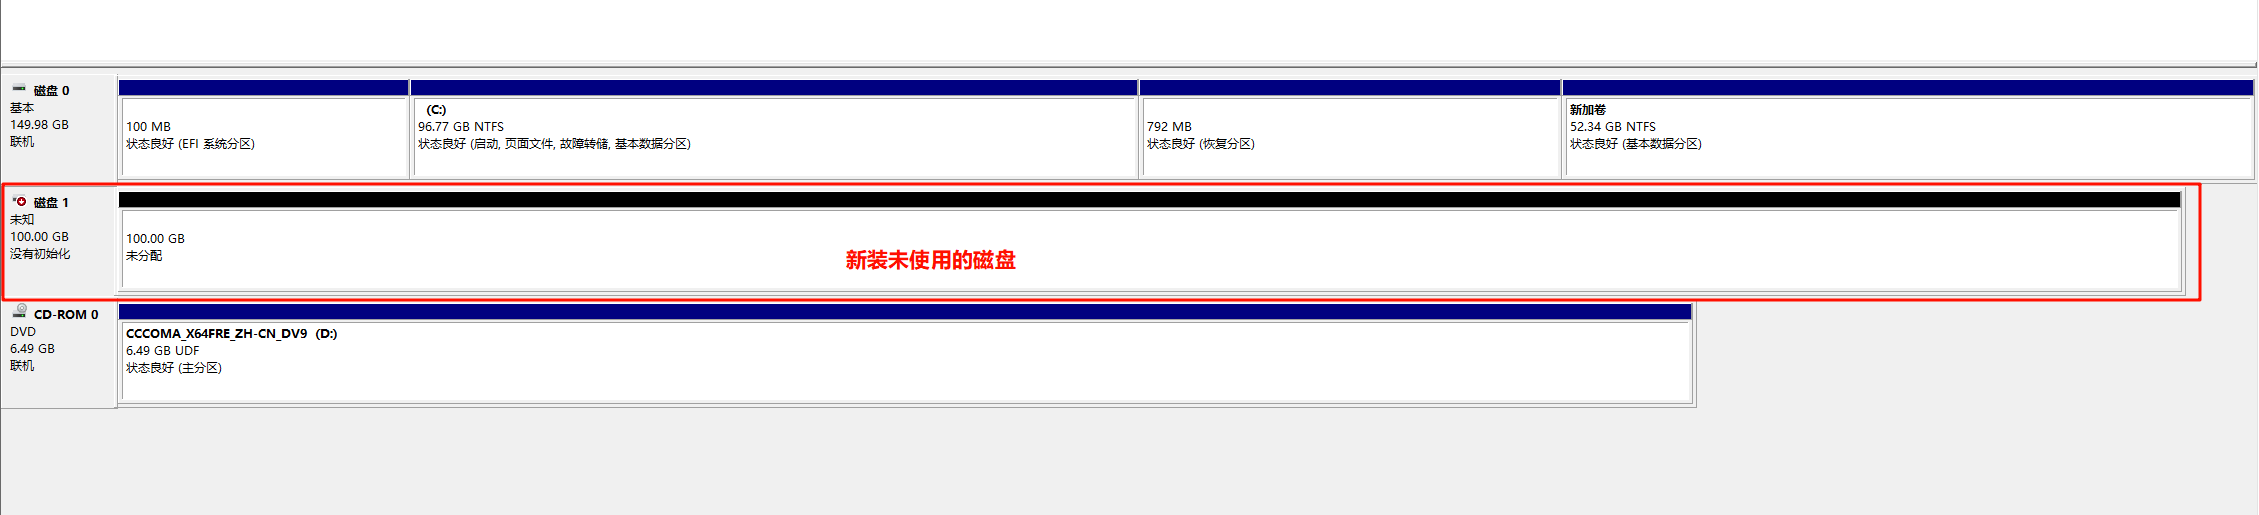 磁盘 0
基本
149.98 GB
联机
100 MB
状态良好 (EFI 系统分区)
(C:)
96.77 GB NTFS
状态良好 (启动, 页面文件, 故障转储, 基本数据分区)
792 MB
状态良好 (恢复分区)
新加卷
52.34 GB NTFS
状态良好 (基本数据分区)
磁盘 1
未知
100.00 GB
没有初始化
100.00 GB
未分配
新装未使用的磁盘
CD-ROM 0
DVD
6.49 GB
联机
CCCOMA_X64FRE_ZH-CN_DV9 (D:)
6.49 GB UDF
状态良好 (主分区)